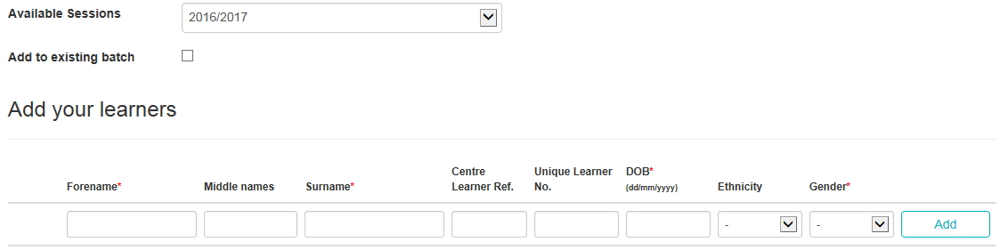 Available Sessions
2016/2017
Add to existing batch
Add your learners
Forename*
Middle names
Surname*
Centre
Learner Ref.
Unique Learner
No.
DOB*
(dd/mm/yyyy)
Ethnicity
Gender*
-
-
Add